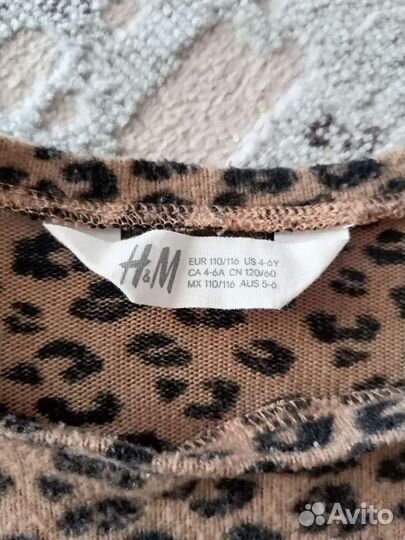 H&M
EUR 110/116 US 4-6Y
CA 4-6A CN 120/60
MX 110/116 AUS 5-6
Avito